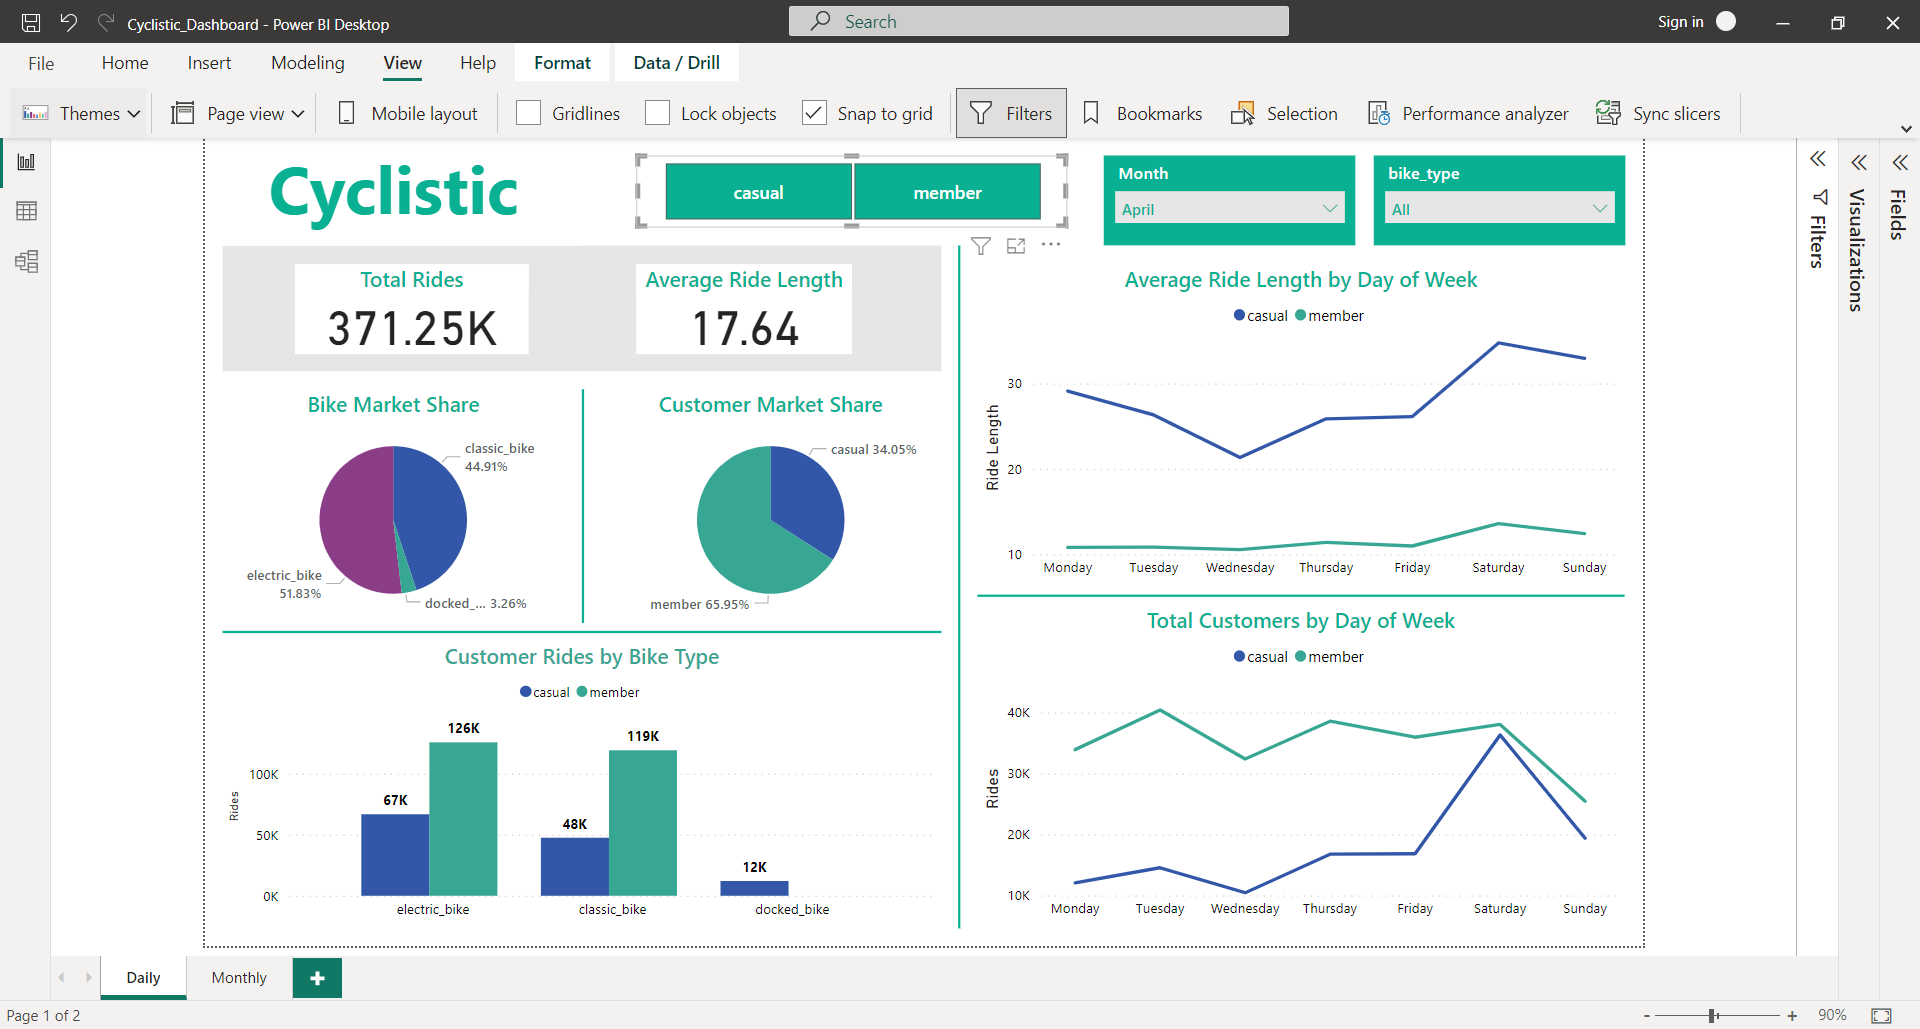 Cyclistic_Dashboard - Power BI Desktop
Search
Sign in
File Home Insert Modeling View Help Format Data / Drill
Themes Page view Mobile layout Gridlines Lock objects Snap to grid Filters Bookmarks Selection Performance analyzer Sync slicers
Cyclistic
casual member
Month
April
bike_type
All
Filters
Visualizations
Fields
Total Rides
371.25K
Average Ride Length
17.64
Bike Market Share
classic_bike
44.91%
electric_bike
51.83%
docked_... 3.26%
Customer Market Share
casual 34.05%
member 65.95%
Customer Rides by Bike Type
casual member
Rides
100K
50K
0K
67K
126K
48K
119K
12K
electric_bike classic_bike docked_bike
Average Ride Length by Day of Week
casual member
Ride Length
30
20
10
Monday Tuesday Wednesday Thursday Friday Saturday Sunday
Total Customers by Day of Week
casual member
Rides
40K
30K
20K
10K
Monday Tuesday Wednesday Thursday Friday Saturday Sunday
Daily Monthly +
Page 1 of 2
- + 90%